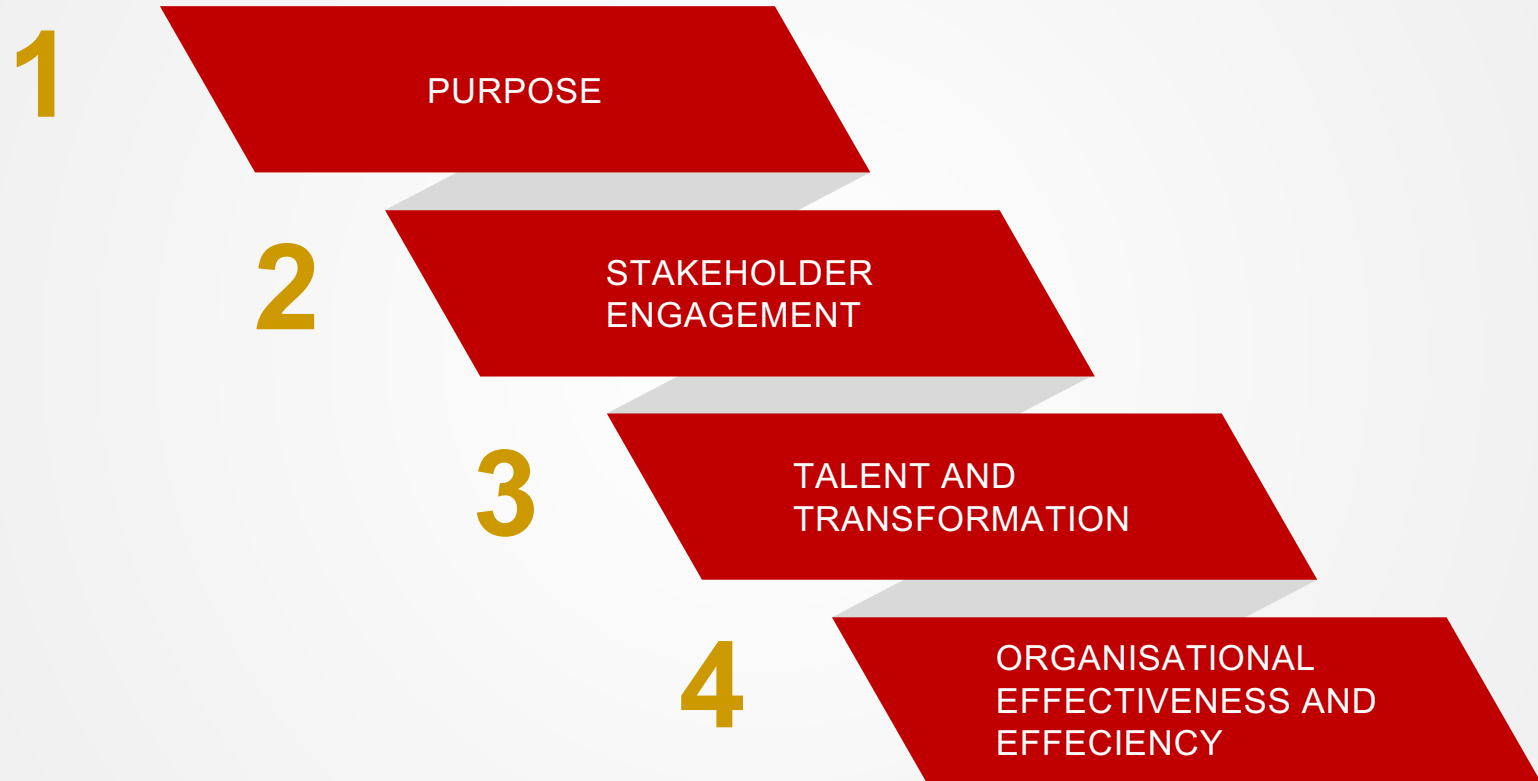 1
PURPOSE
2
STAKEHOLDER
ENGAGEMENT
3
TALENT AND
TRANSFORMATION
4
ORGANISATIONAL
EFFECTIVENESS AND
EFFECIENCY